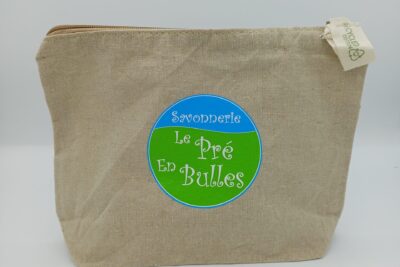 Savonnerie
Le Pré
En Bulles